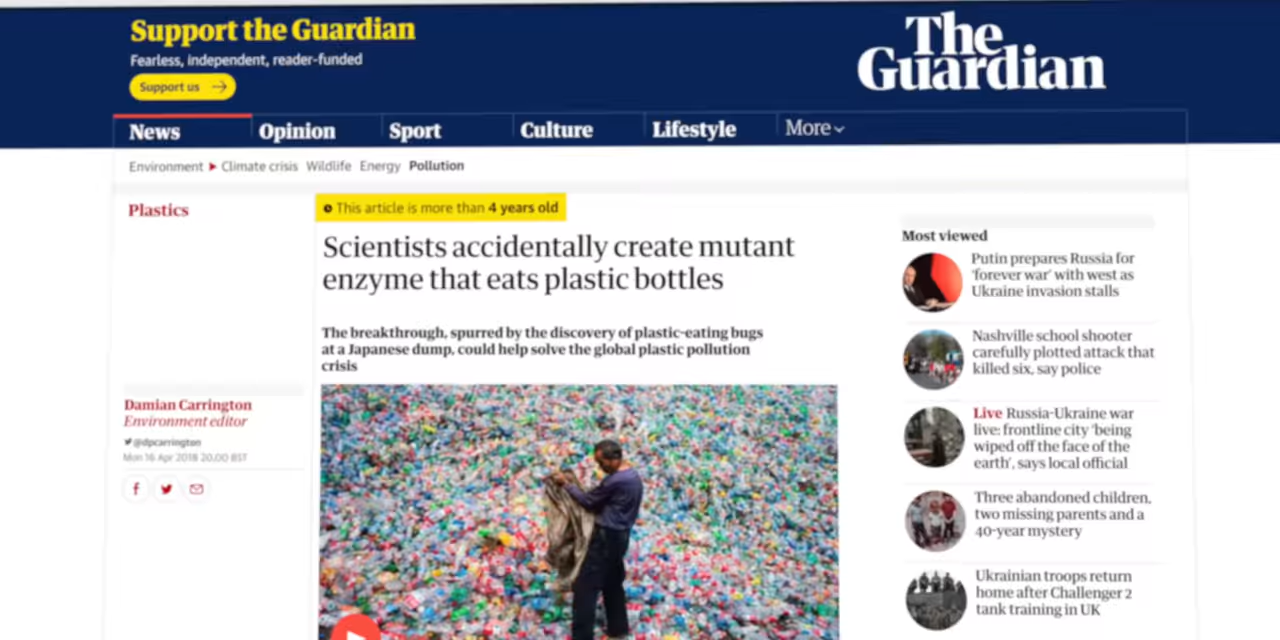 Support the Guardian
Fearless, independent, reader-funded
Support us
The
Guardian
News
Opinion
Sport
Culture
Lifestyle
More
Environment
Climate crisis
Wildlife
Energy
Pollution
Plastics
This article is more than 4 years old
Scientists accidentally create mutant
enzyme that eats plastic bottles
The breakthrough, spurred by the discovery of plastic-eating bugs
at a Japanese dump, could help solve the global plastic pollution
crisis
Damian Carrington
Environment editor
@dpcarrington
Mon 16 Apr 2018 20.00 BST
Most viewed
Putin prepares Russia for
'forever war' with west as
Ukraine invasion stalls
Nashville school shooter
carefully plotted attack that
killed six, say police
Live Russia-Ukraine war
live: frontline city 'being
wiped off the face of the
earth', says local official
Three abandoned children,
two missing parents and a
40-year mystery
Ukrainian troops return
home after Challenger 2
tank training in UK